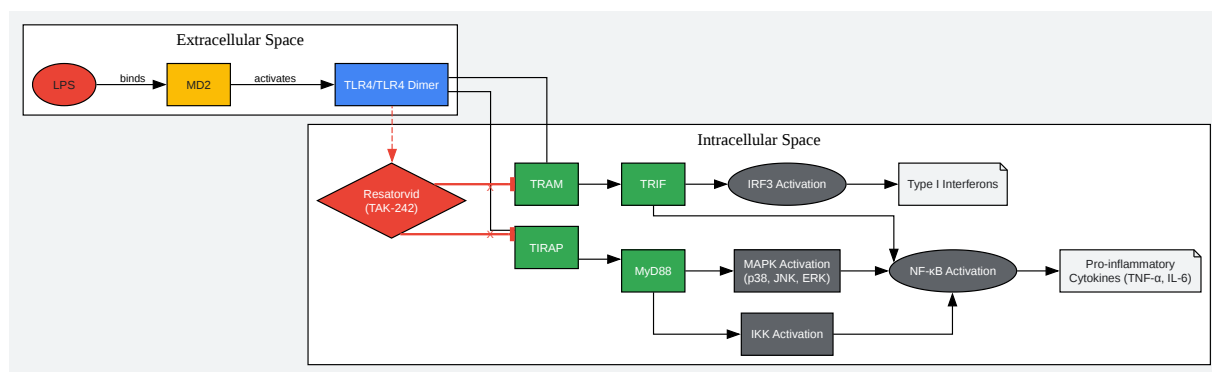 Extracellular Space
LPS
binds
MD2
activates
TLR4/TLR4 Dimer
Intracellular Space
Resatorvid
(TAK-242)
x
TRAM
TRIF
IRF3 Activation
Type I Interferons
x
TIRAP
MyD88
MAPK Activation
(p38, JNK, ERK)
NF-κB Activation
Pro-inflammatory
Cytokines (TNF-α, IL-6)
IKK Activation